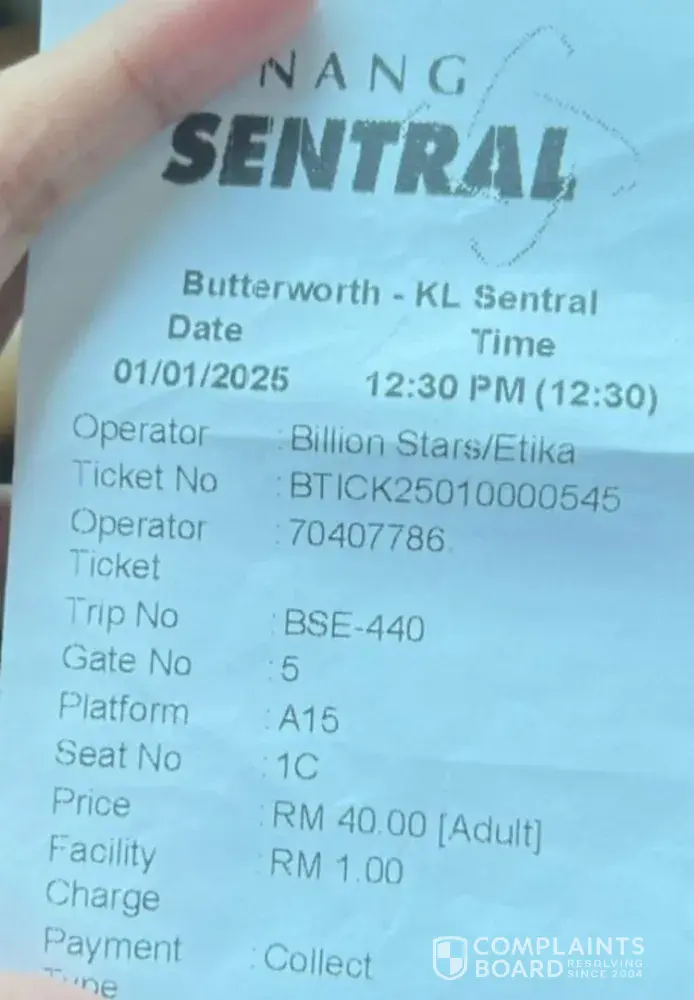 NANG
SENTRAL
Butterworth - KL Sentral
Date Time
01/01/2025 12:30 PM (12:30)
Operator : Billion Stars/Etika
Ticket No : BTICK25010000545
Operator : 70407786
Ticket
Trip No : BSE-440
Gate No : 5
Platform : A15
Seat No : 1C
Price : RM 40.00 [Adult]
Facility : RM 1.00
Charge
Payment : Collect
Type
COMPLAINTS
BOARD RESOLVING
SINCE 2004